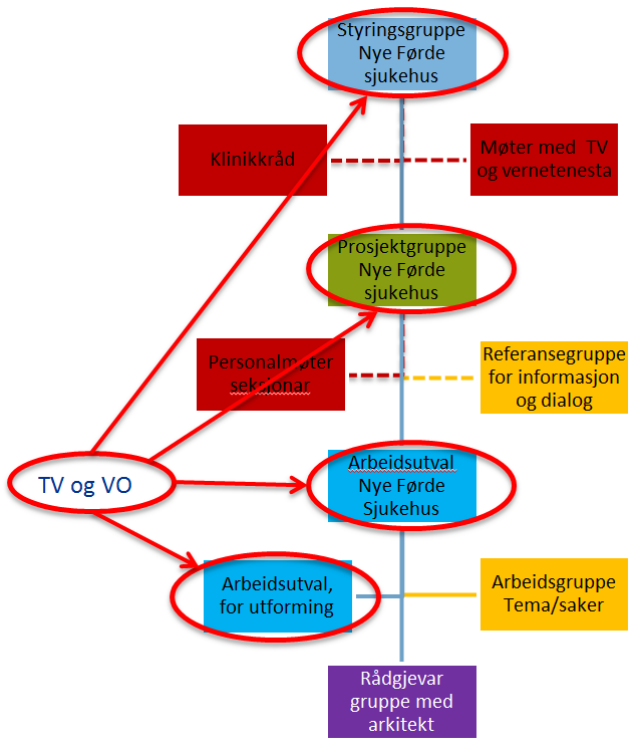 Styringsgruppe
Nye Førde
sjukehus
Klinikkråd
Møter med TV
og vernetenesta
Prosjektgruppe
Nye Førde
sjukehus
Personalmøter
seksjonar
Referansegruppe
for informasjon
og dialog
Arbeidsutval
Nye Førde
Sjukehus
TV og VO
Arbeidsutval,
for utforming
Arbeidsgruppe
Tema/saker
Rådgjevar
gruppe med
arkitekt